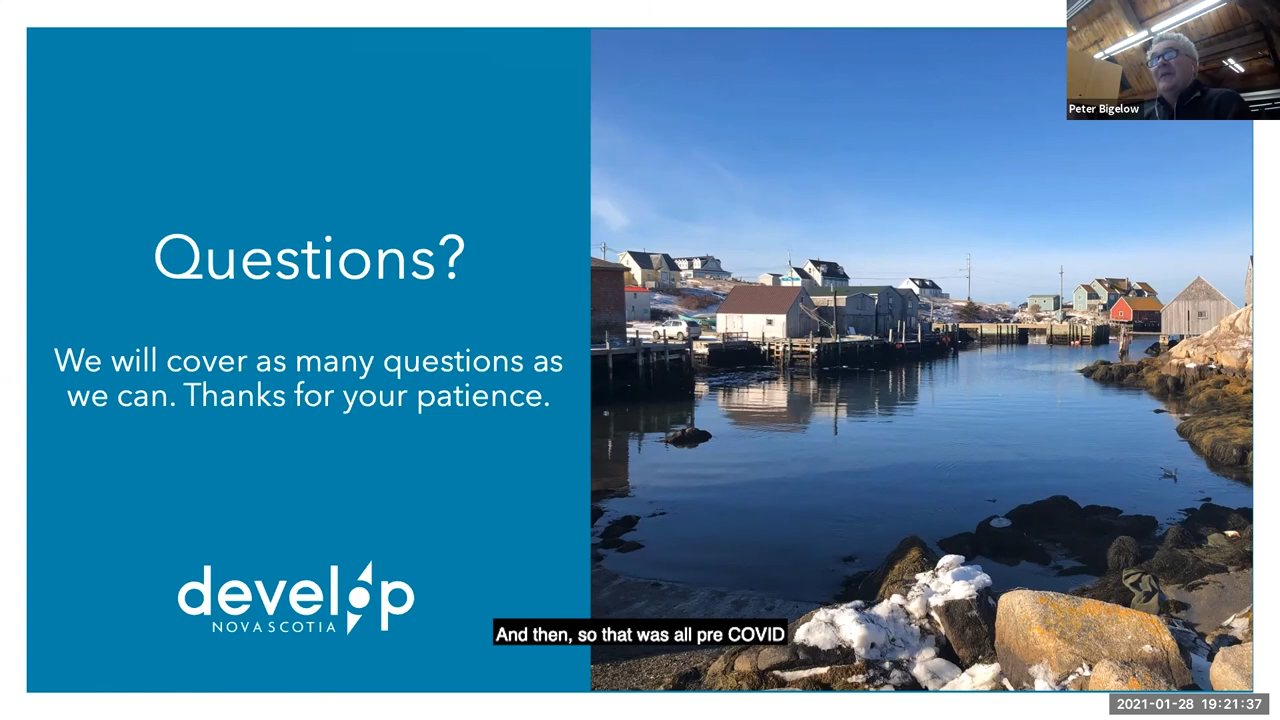 Peter Bigelow
Questions?
We will cover as many questions as
we can. Thanks for your patience.
develop
NOVA SCOTIA
And then, so that was all pre COVID
2021-01-28 19:21:37